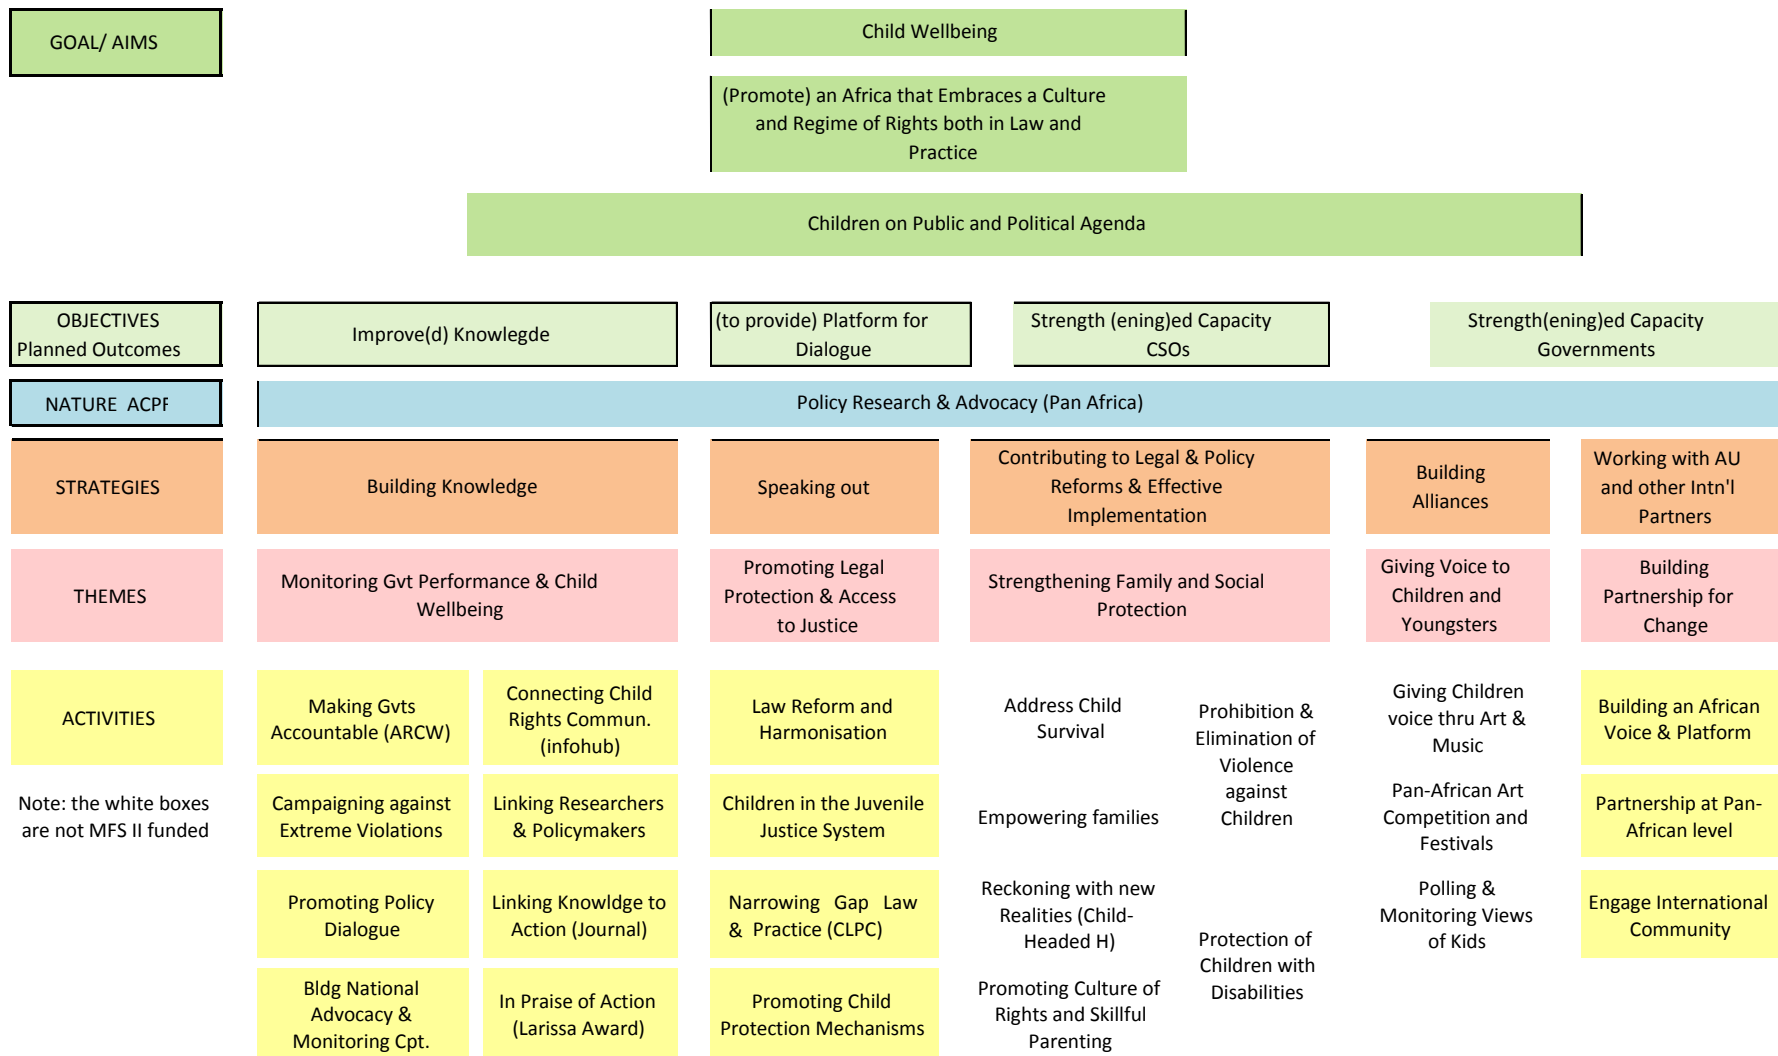 GOAL/ AIMS
Child Wellbeing
(Promote) an Africa that Embraces a Culture
and Regime of Rights both in Law and
Practice
Children on Public and Political Agenda
OBJECTIVES
Planned Outcomes
Improve(d) Knowlegde
(to provide) Platform for
Dialogue
Strength (ening)ed Capacity
CSOs
Strength(ening)ed Capacity
Governments
NATURE ACPF
Policy Research & Advocacy (Pan Africa)
STRATEGIES
Building Knowledge
Speaking out
Contributing to Legal & Policy
Reforms & Effective
Implementation
Building
Alliances
Working with AU
and other Intn'l
Partners
THEMES
Monitoring Gvt Performance & Child
Wellbeing
Promoting Legal
Protection & Access
to Justice
Strengthening Family and Social
Protection
Giving Voice to
Children and
Youngsters
Building
Partnership for
Change
ACTIVITIES
Making Gvts
Accountable (ARCW)
Connecting Child
Rights Commun.
(infohub)
Law Reform and
Harmonisation
Address Child
Survival
Prohibition &
Elimination of
Violence
against
Children
Giving Children
voice thru Art &
Music
Building an African
Voice & Platform
Note: the white boxes
are not MFS II funded
Campaigning against
Extreme Violations
Linking Researchers
& Policymakers
Children in the Juvenile
Justice System
Empowering families
Pan-African Art
Competition and
Festivals
Partnership at Pan-
African level
Promoting Policy
Dialogue
Linking Knowldge to
Action (Journal)
Narrowing Gap Law
& Practice (CLPC)
Reckoning with new
Realities (Child-
Headed H)
Protection of
Children with
Disabilities
Polling &
Monitoring Views
of Kids
Engage International
Community
Bldg National
Advocacy &
Monitoring Cpt.
In Praise of Action
(Larissa Award)
Promoting Child
Protection Mechanisms
Promoting Culture of
Rights and Skillful
Parenting